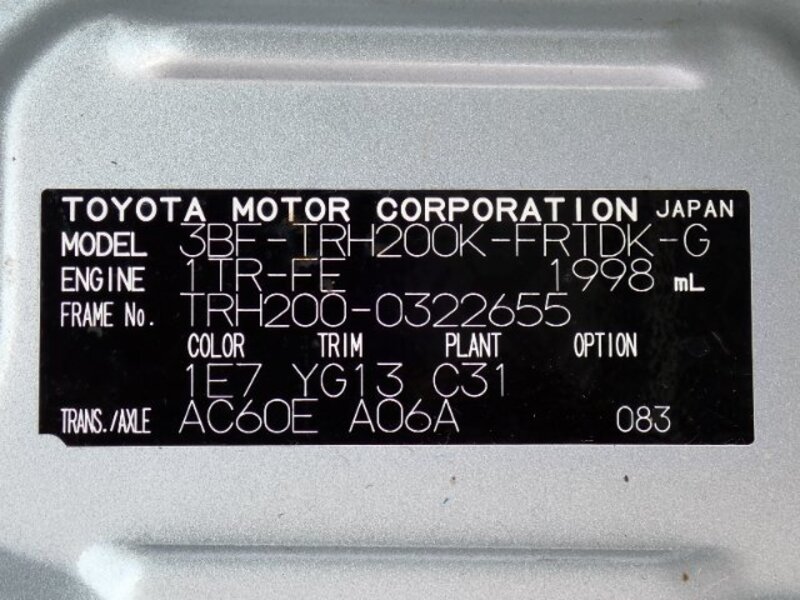 TOYOTA MOTOR CORPORATION JAPAN
MODEL 3BF-TRH200K-FRTDK-G
ENGINE 1TR-FE 1998 mL
FRAME No. TRH200-0322655
COLOR TRIM PLANT OPTION
1E7 YG13 C31
TRANS./AXLE AC60E A06A 083